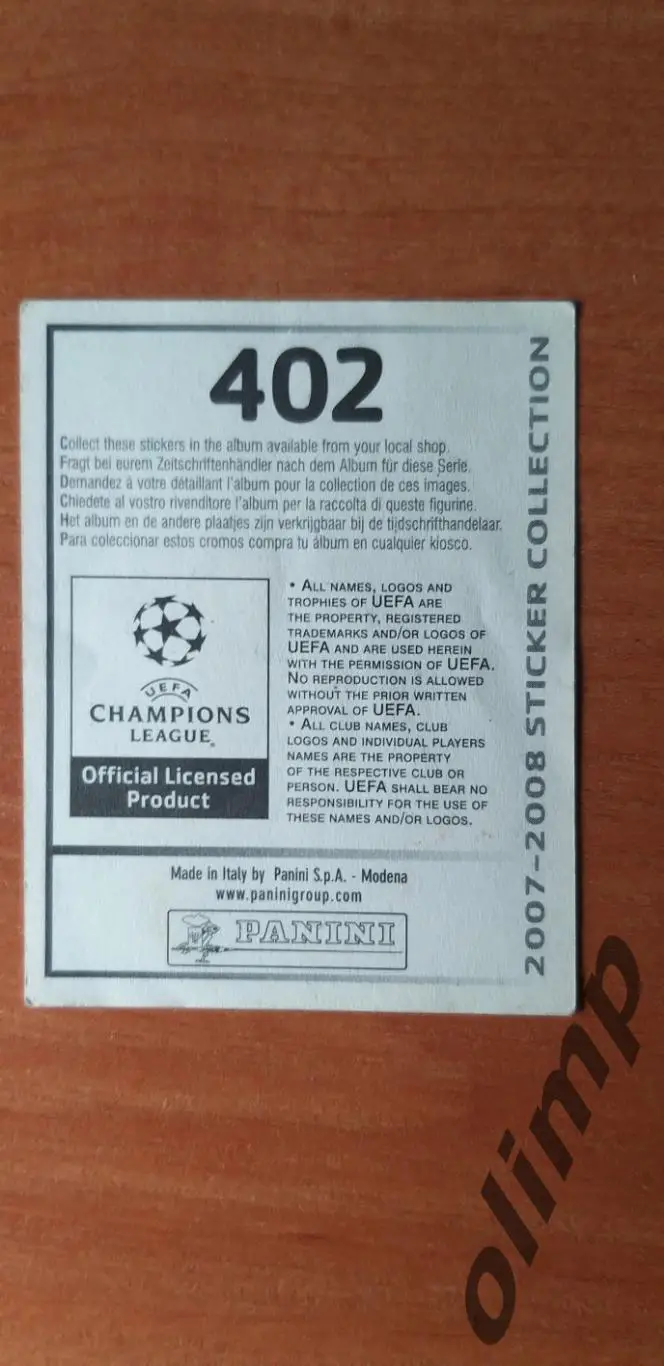 402
Collect these stickers in the album available from your local shop.
Fragt bei eurem Zeitschriftenhändler nach dem Album für diese Serie.
Demandez à votre détaillant l'album pour la collection de ces images.
Chiedete al vostro rivenditore l'album per la raccolta di queste figurine.
Het album en de andere plaatjes zijn verkrijgbaar bij de tijdschrifthandelaar.
Para coleccionar estos cromos compra tu álbum en cualquier kiosco.
UEFA
CHAMPIONS
LEAGUE®
Official Licensed
Product
• ALL NAMES, LOGOS AND
TROPHIES OF UEFA ARE
THE PROPERTY, REGISTERED
TRADEMARKS AND/OR LOGOS OF
UEFA AND ARE USED HEREIN
WITH THE PERMISSION OF UEFA.
NO REPRODUCTION IS ALLOWED
WITHOUT THE PRIOR WRITTEN
APPROVAL OF UEFA.
• ALL CLUB NAMES, CLUB
LOGOS AND INDIVIDUAL PLAYERS
NAMES ARE THE PROPERTY
OF THE RESPECTIVE CLUB OR
PERSON. UEFA SHALL BEAR NO
RESPONSIBILITY FOR THE USE OF
THESE NAMES AND/OR LOGOS.
Made in Italy by Panini S.p.A. - Modena
www.paninigroup.com
PANINI
2007-2008 STICKER COLLECTION
olimp